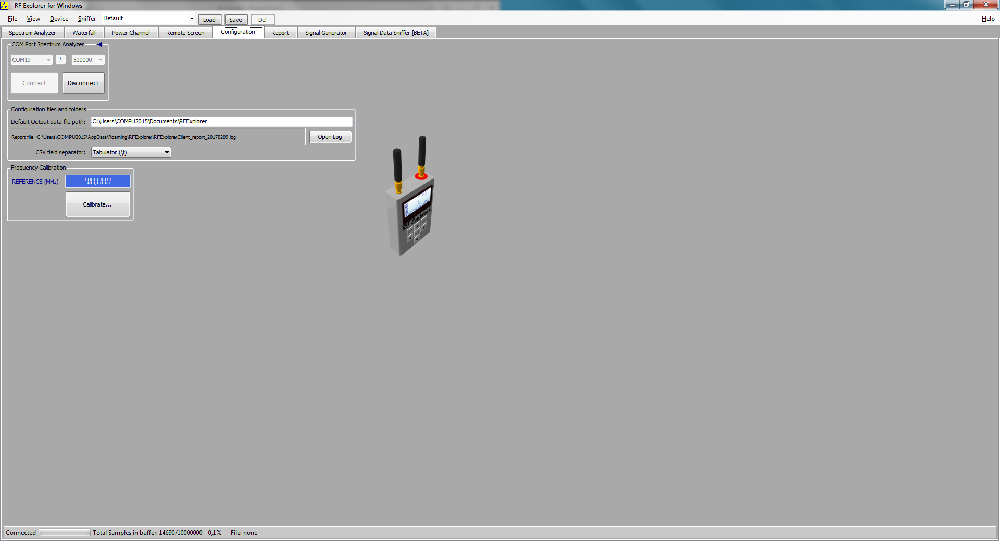 RF Explorer for Windows
File View Device Sniffer Default Load Save Del Help
Spectrum Analyzer Waterfall Power Channel Remote Screen Configuration Report Signal Generator Signal Data Sniffer [BETA]
COM Port Spectrum Analyzer
COM19 * 500000
Connect Disconnect
Configuration files and folders
Default Output data file path: C:\Users\COMPU2015\Documents\RFExplorer
Report file: C:\Users\COMPU2015\AppData\Roaming\RFExplorer\RFExplorerClient_report_20170209.log Open Log
CSV field separator: Tabulator (\t)
Frequency Calibration
REFERENCE (MHz) 910,000
Calibrate...
RF Explorer
Connected Total Samples in buffer: 14690/10000000 - 0,1% - File: none